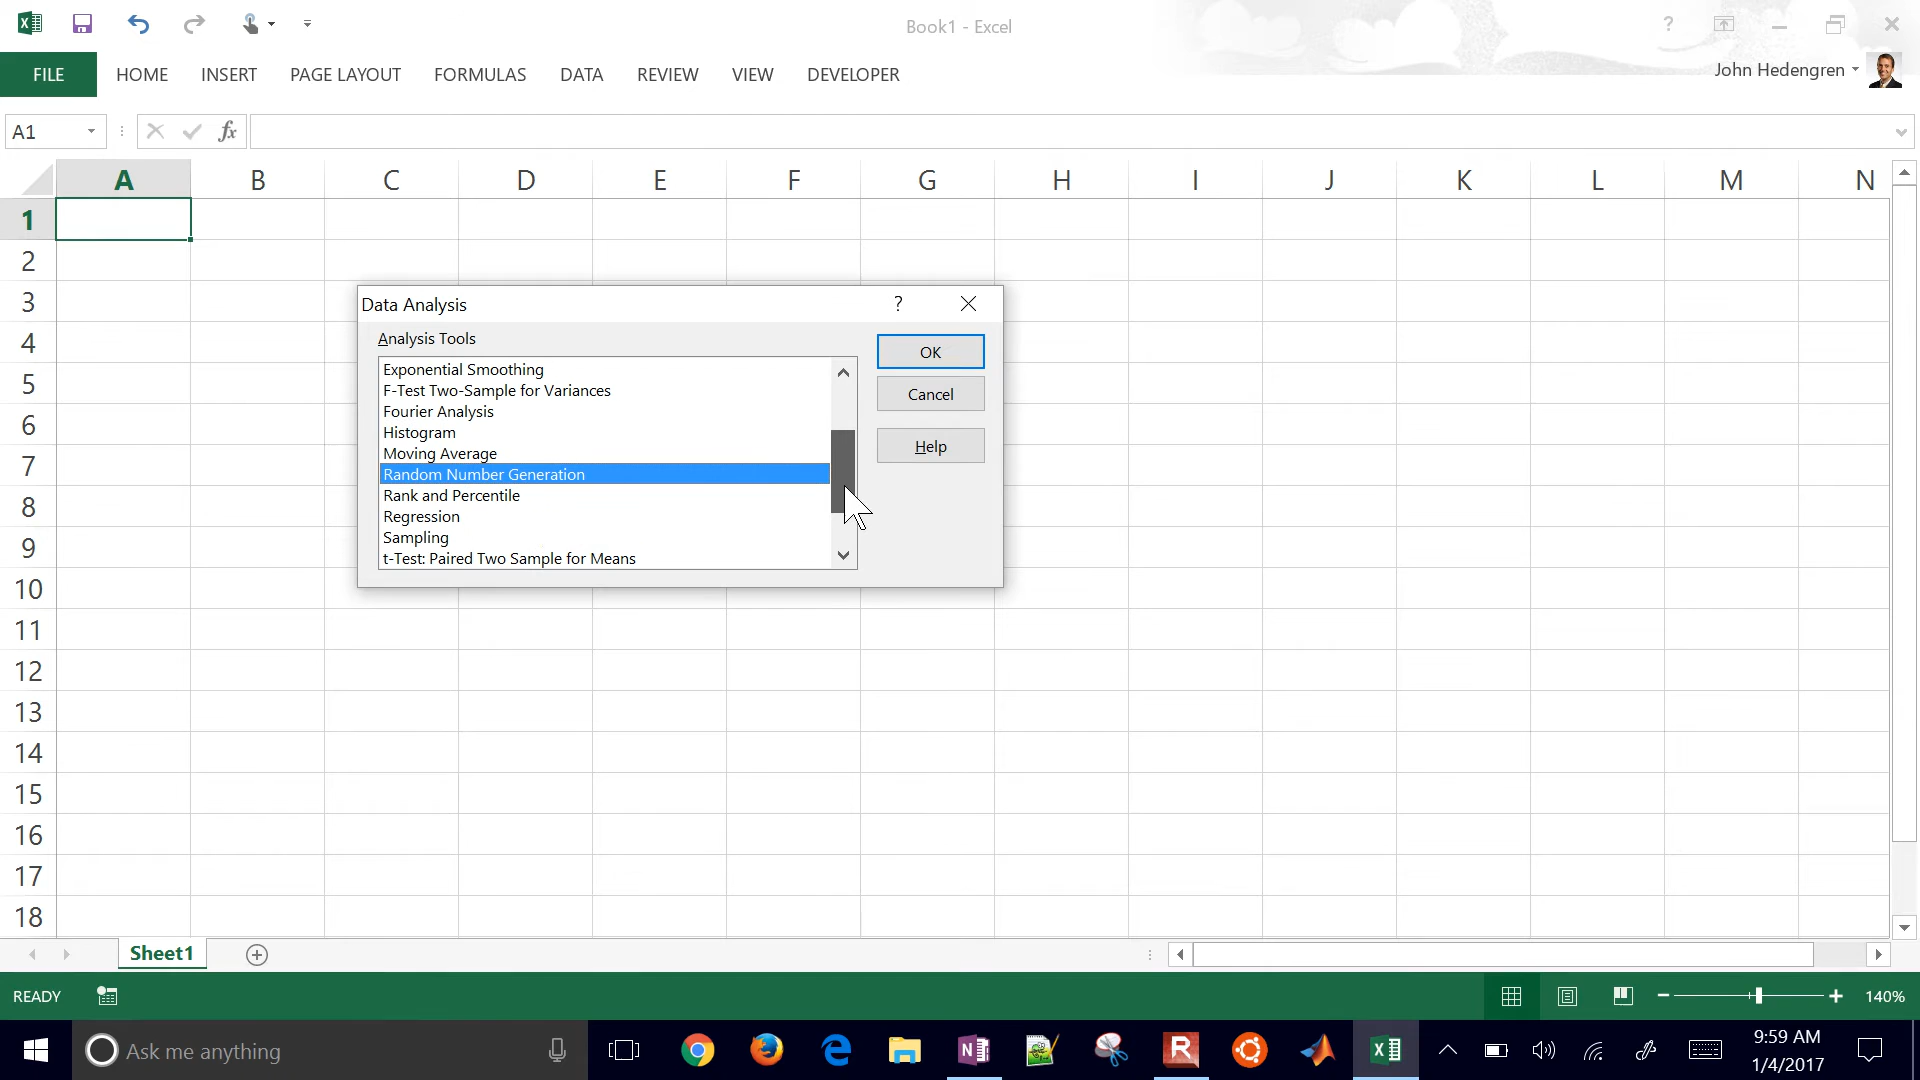 Book1 - Excel
?
FILE
HOME
INSERT
PAGE LAYOUT
FORMULAS
DATA
REVIEW
VIEW
DEVELOPER
John Hedengren
A1
fx
A
B
C
D
E
F
G
H
I
J
K
L
M
N
1
2
3
4
5
6
7
8
9
10
11
12
13
14
15
16
17
18
Data Analysis
?
Analysis Tools
Exponential Smoothing
F-Test Two-Sample for Variances
Fourier Analysis
Histogram
Moving Average
Random Number Generation
Rank and Percentile
Regression
Sampling
t-Test: Paired Two Sample for Means
OK
Cancel
Help
Sheet1
READY
140%
Ask me anything
9:59 AM
1/4/2017